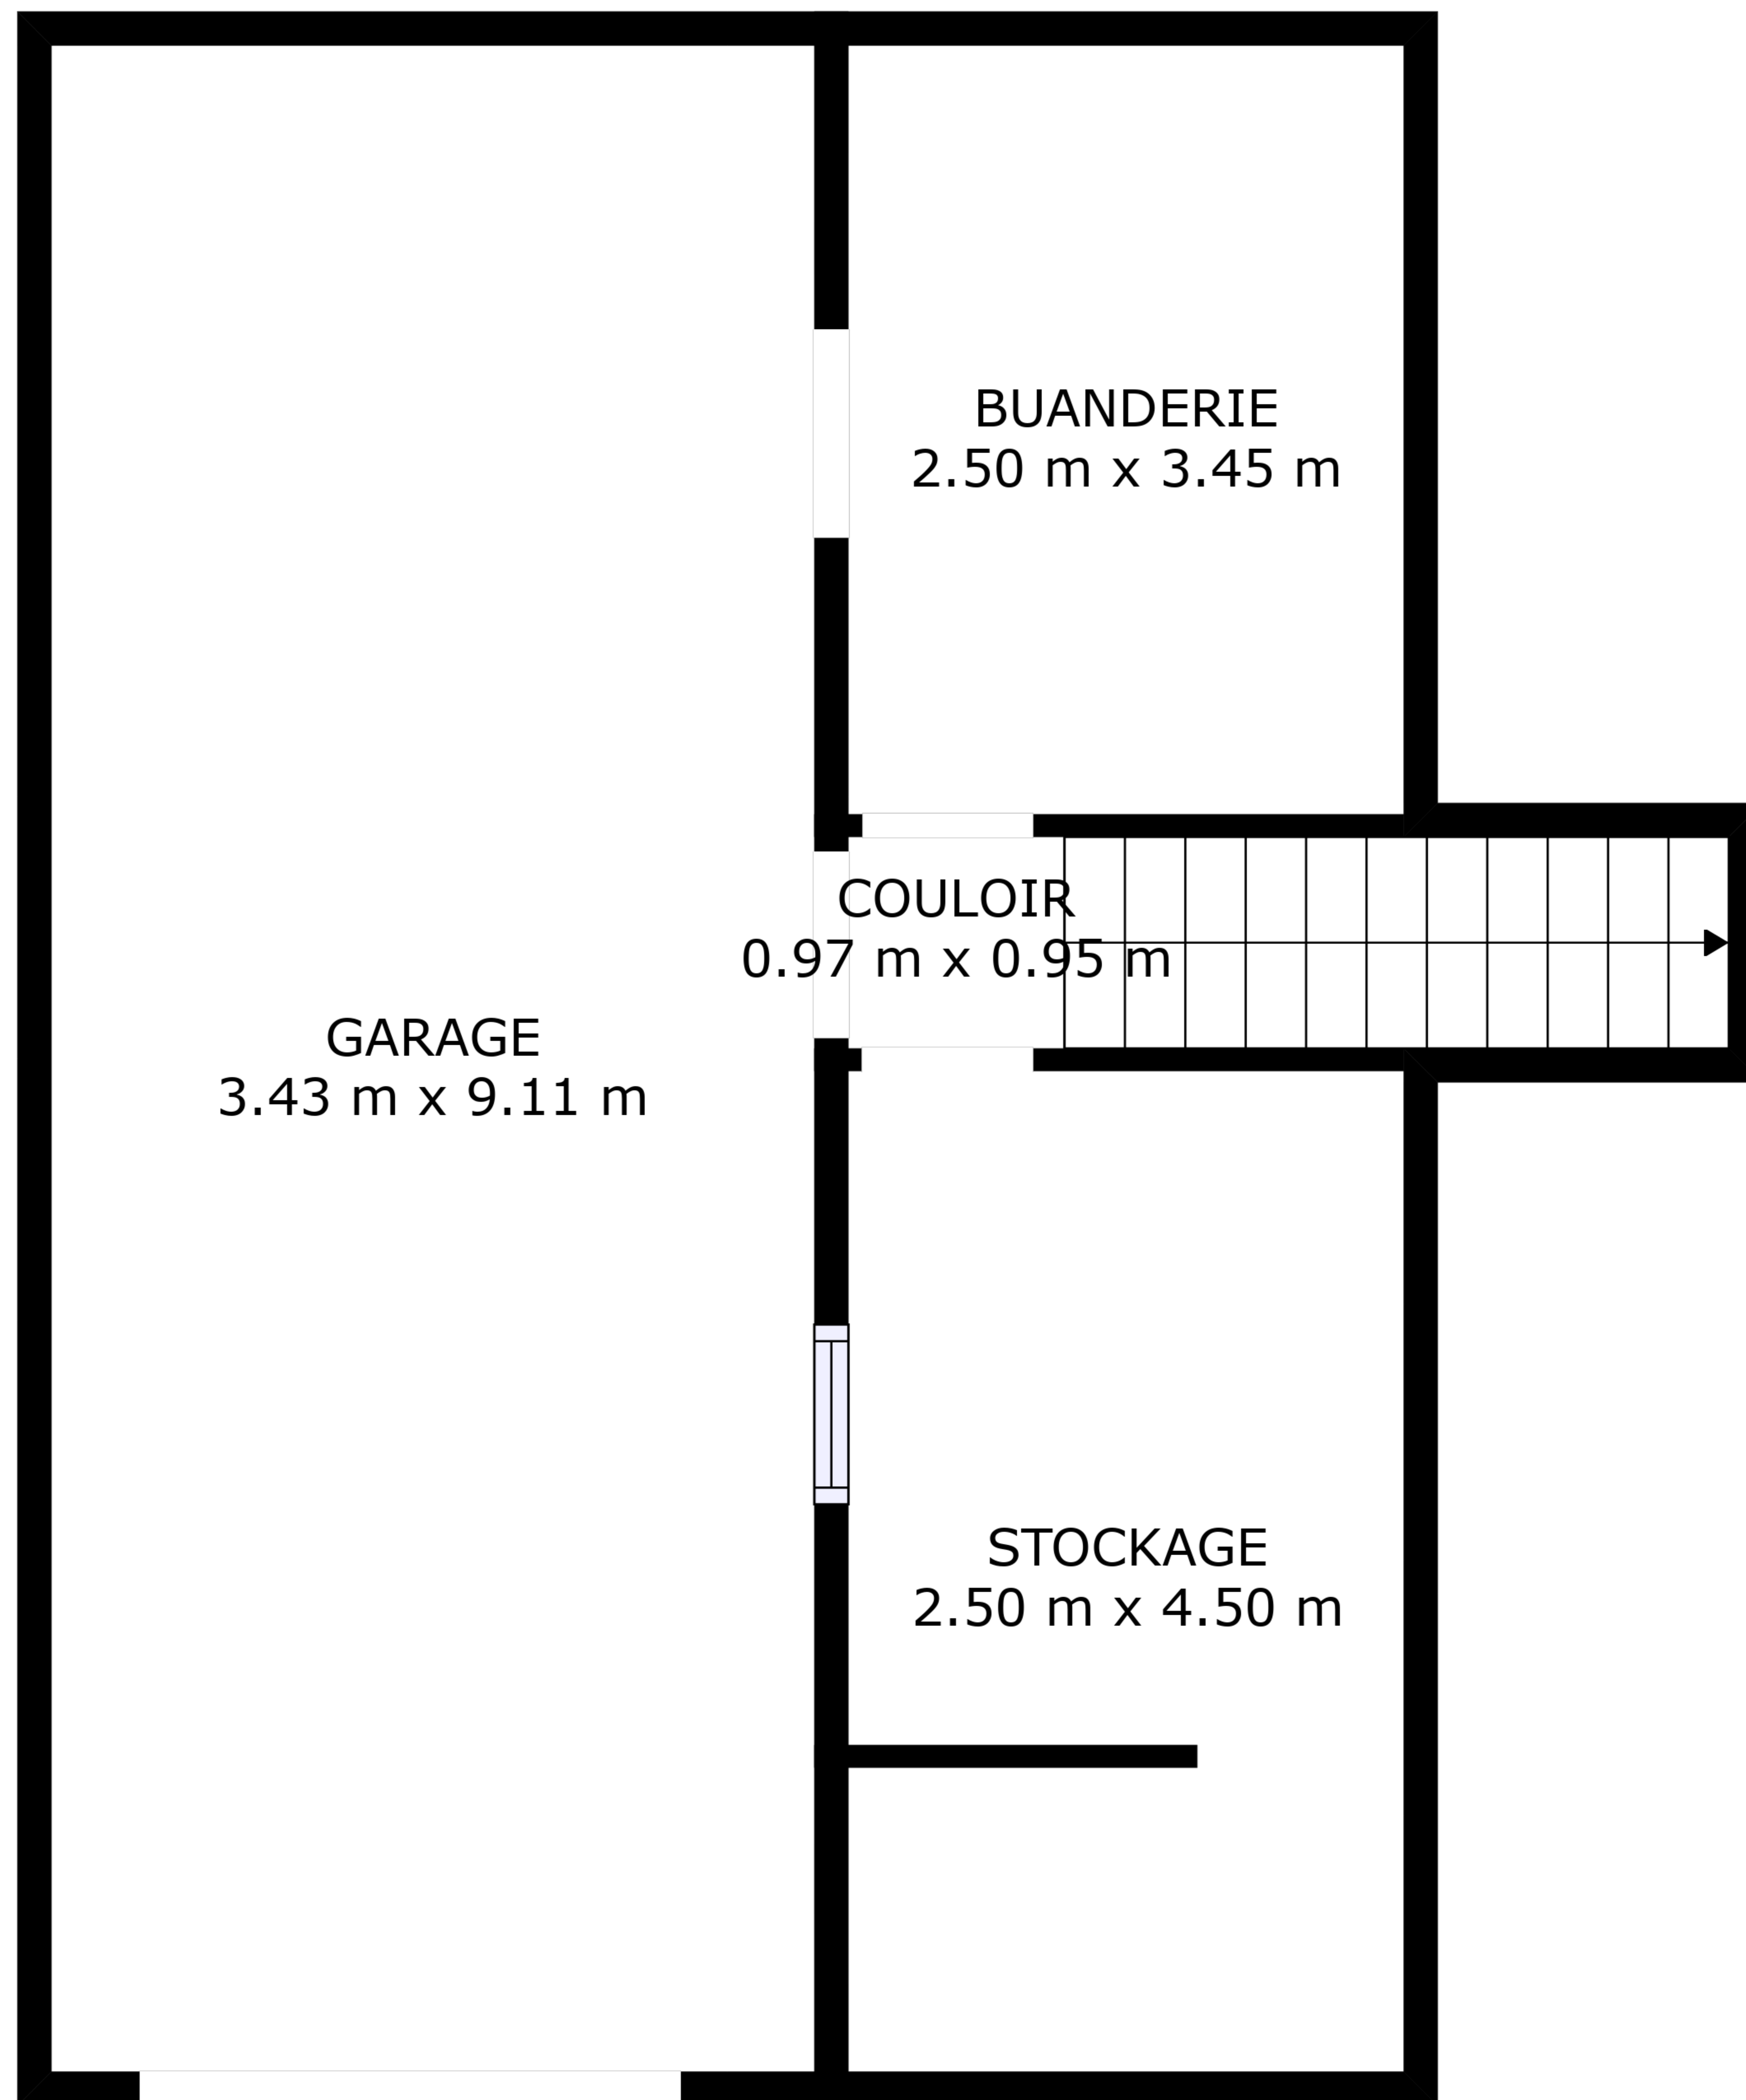 BUANDERIE
2.50 m x 3.45 m
COULOIR
0.97 m x 0.95 m
GARAGE
3.43 m x 9.11 m
STOCKAGE
2.50 m x 4.50 m